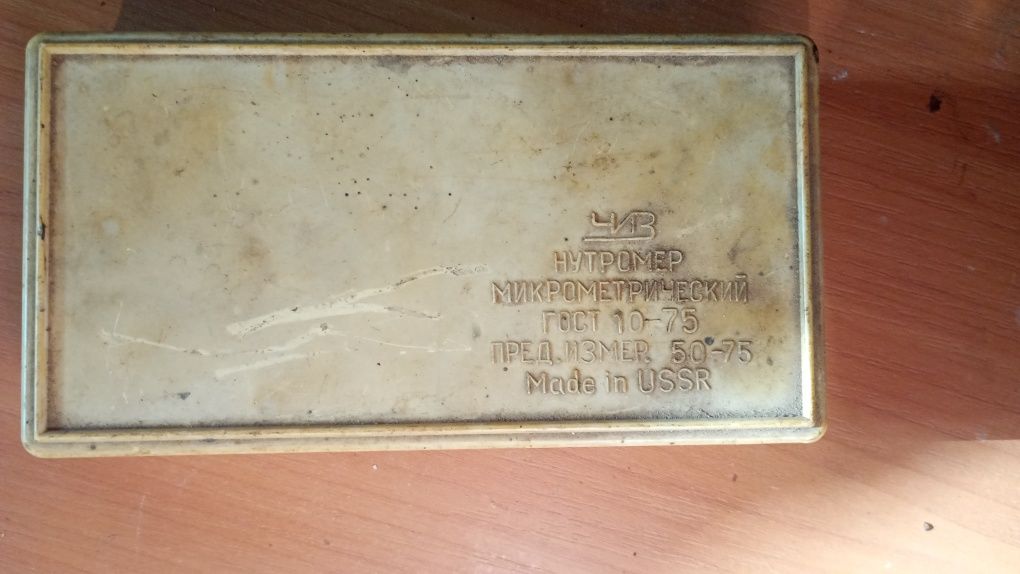 ЧИЗ
НУТРОМЕР
МИКРОМЕТРИЧЕСКИЙ
ГОСТ 10-75
ПРЕД. ИЗМЕР. 50-75
Made in USSR